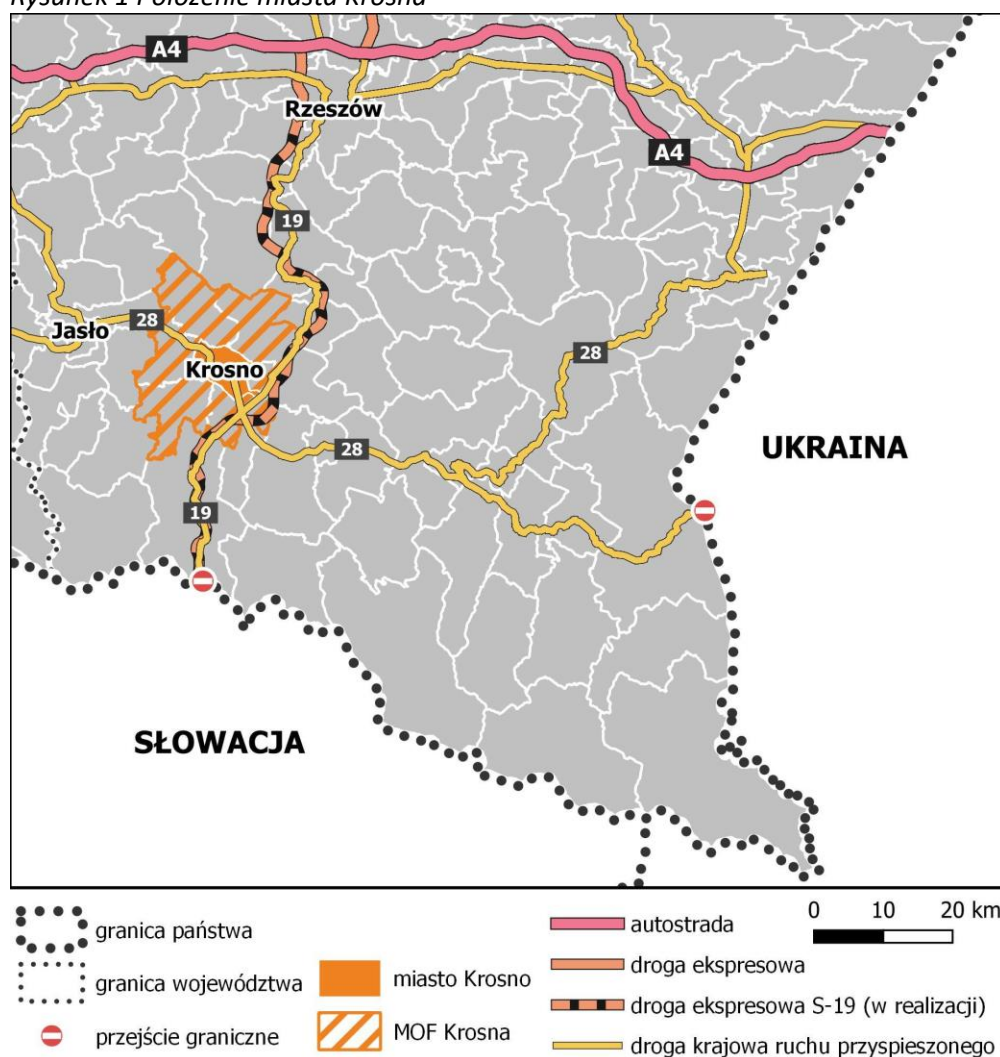 Rysunek 1 Położenie miasta Krosna
A4
Rzeszów
A4
19
28
Jasło
Krosno
28
28
UKRAINA
19
SŁOWACJA
granica państwa
granica województwa
przejście graniczne
miasto Krosno
MOF Krosna
autostrada
droga ekspresowa
droga ekspresowa S-19 (w realizacji)
droga krajowa ruchu przyspieszonego
0 10 20 km